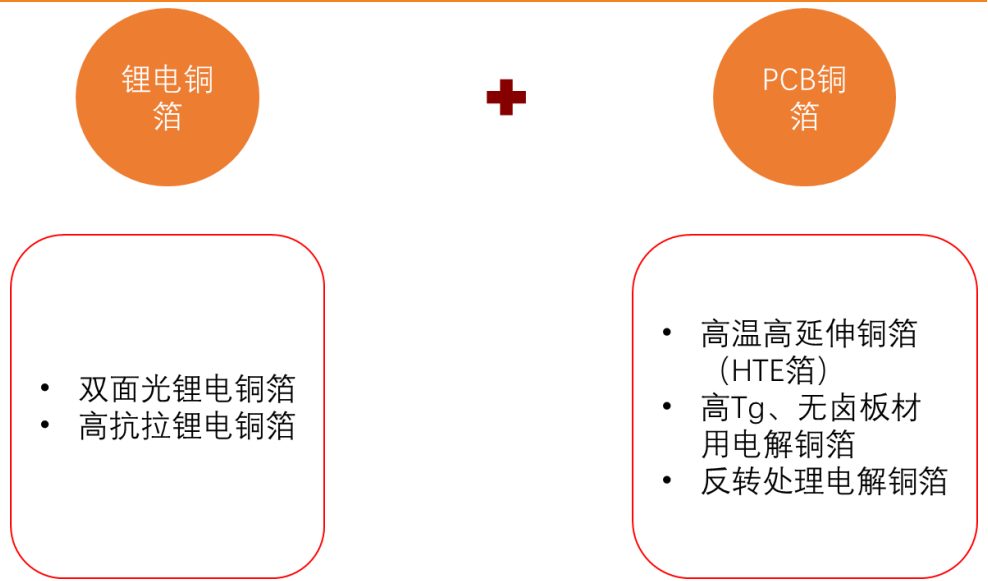 锂电铜
箔
PCB铜
箔
• 双面光锂电铜箔
• 高抗拉锂电铜箔
• 高温高延伸铜箔
（HTE箔）
• 高Tg、无卤板材
用电解铜箔
• 反转处理电解铜箔